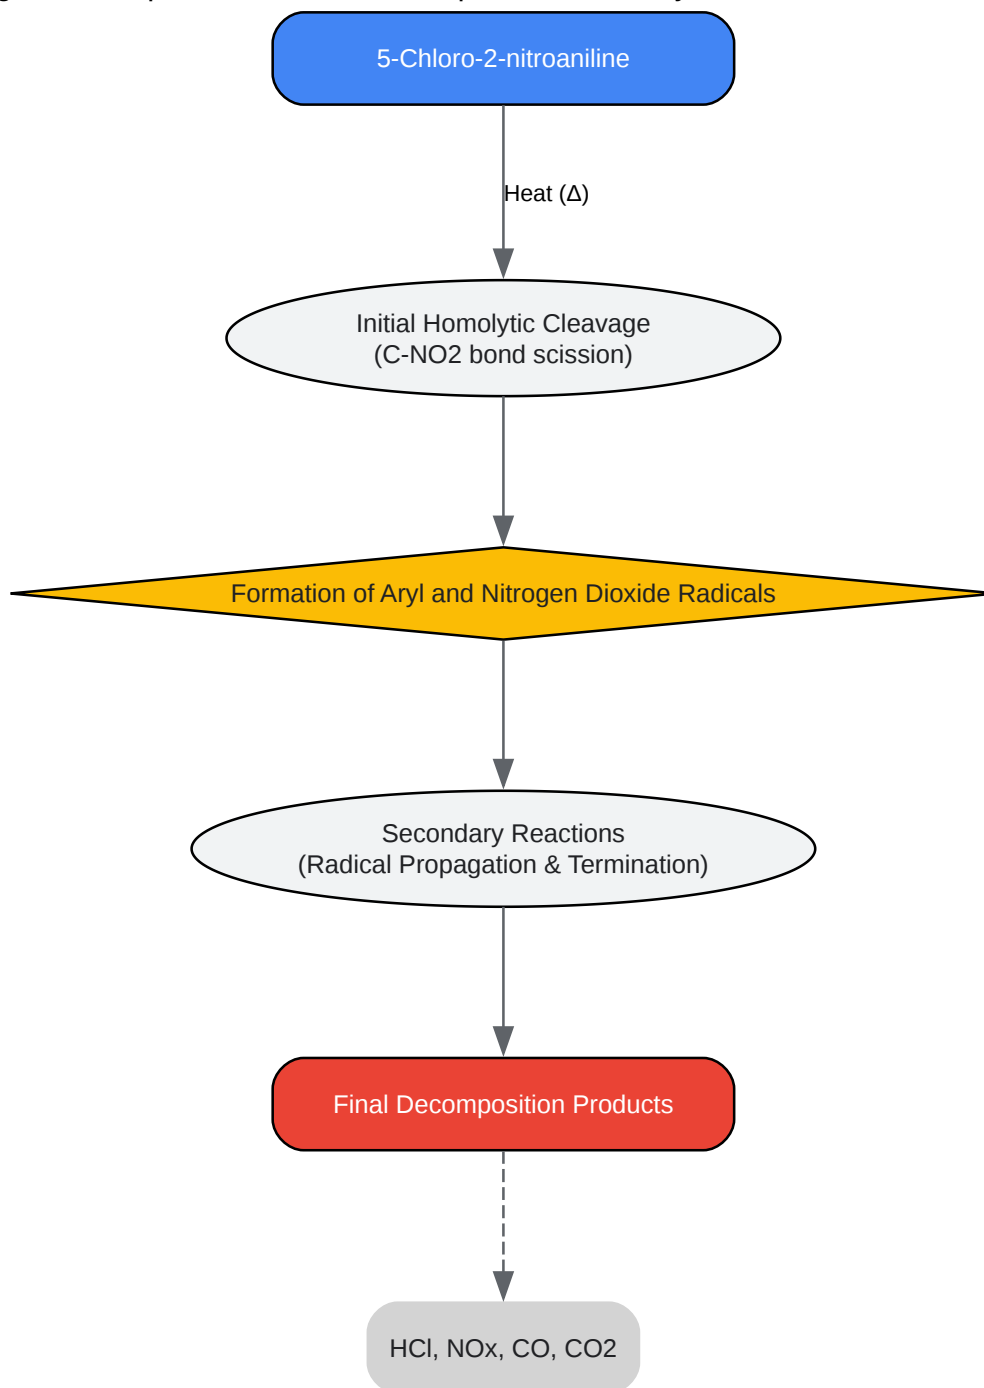 5-Chloro-2-nitroaniline
Heat (Δ)
Initial Homolytic Cleavage
(C-NO2 bond scission)
Formation of Aryl and Nitrogen Dioxide Radicals
Secondary Reactions
(Radical Propagation & Termination)
Final Decomposition Products
HCl, NOx, CO, CO2